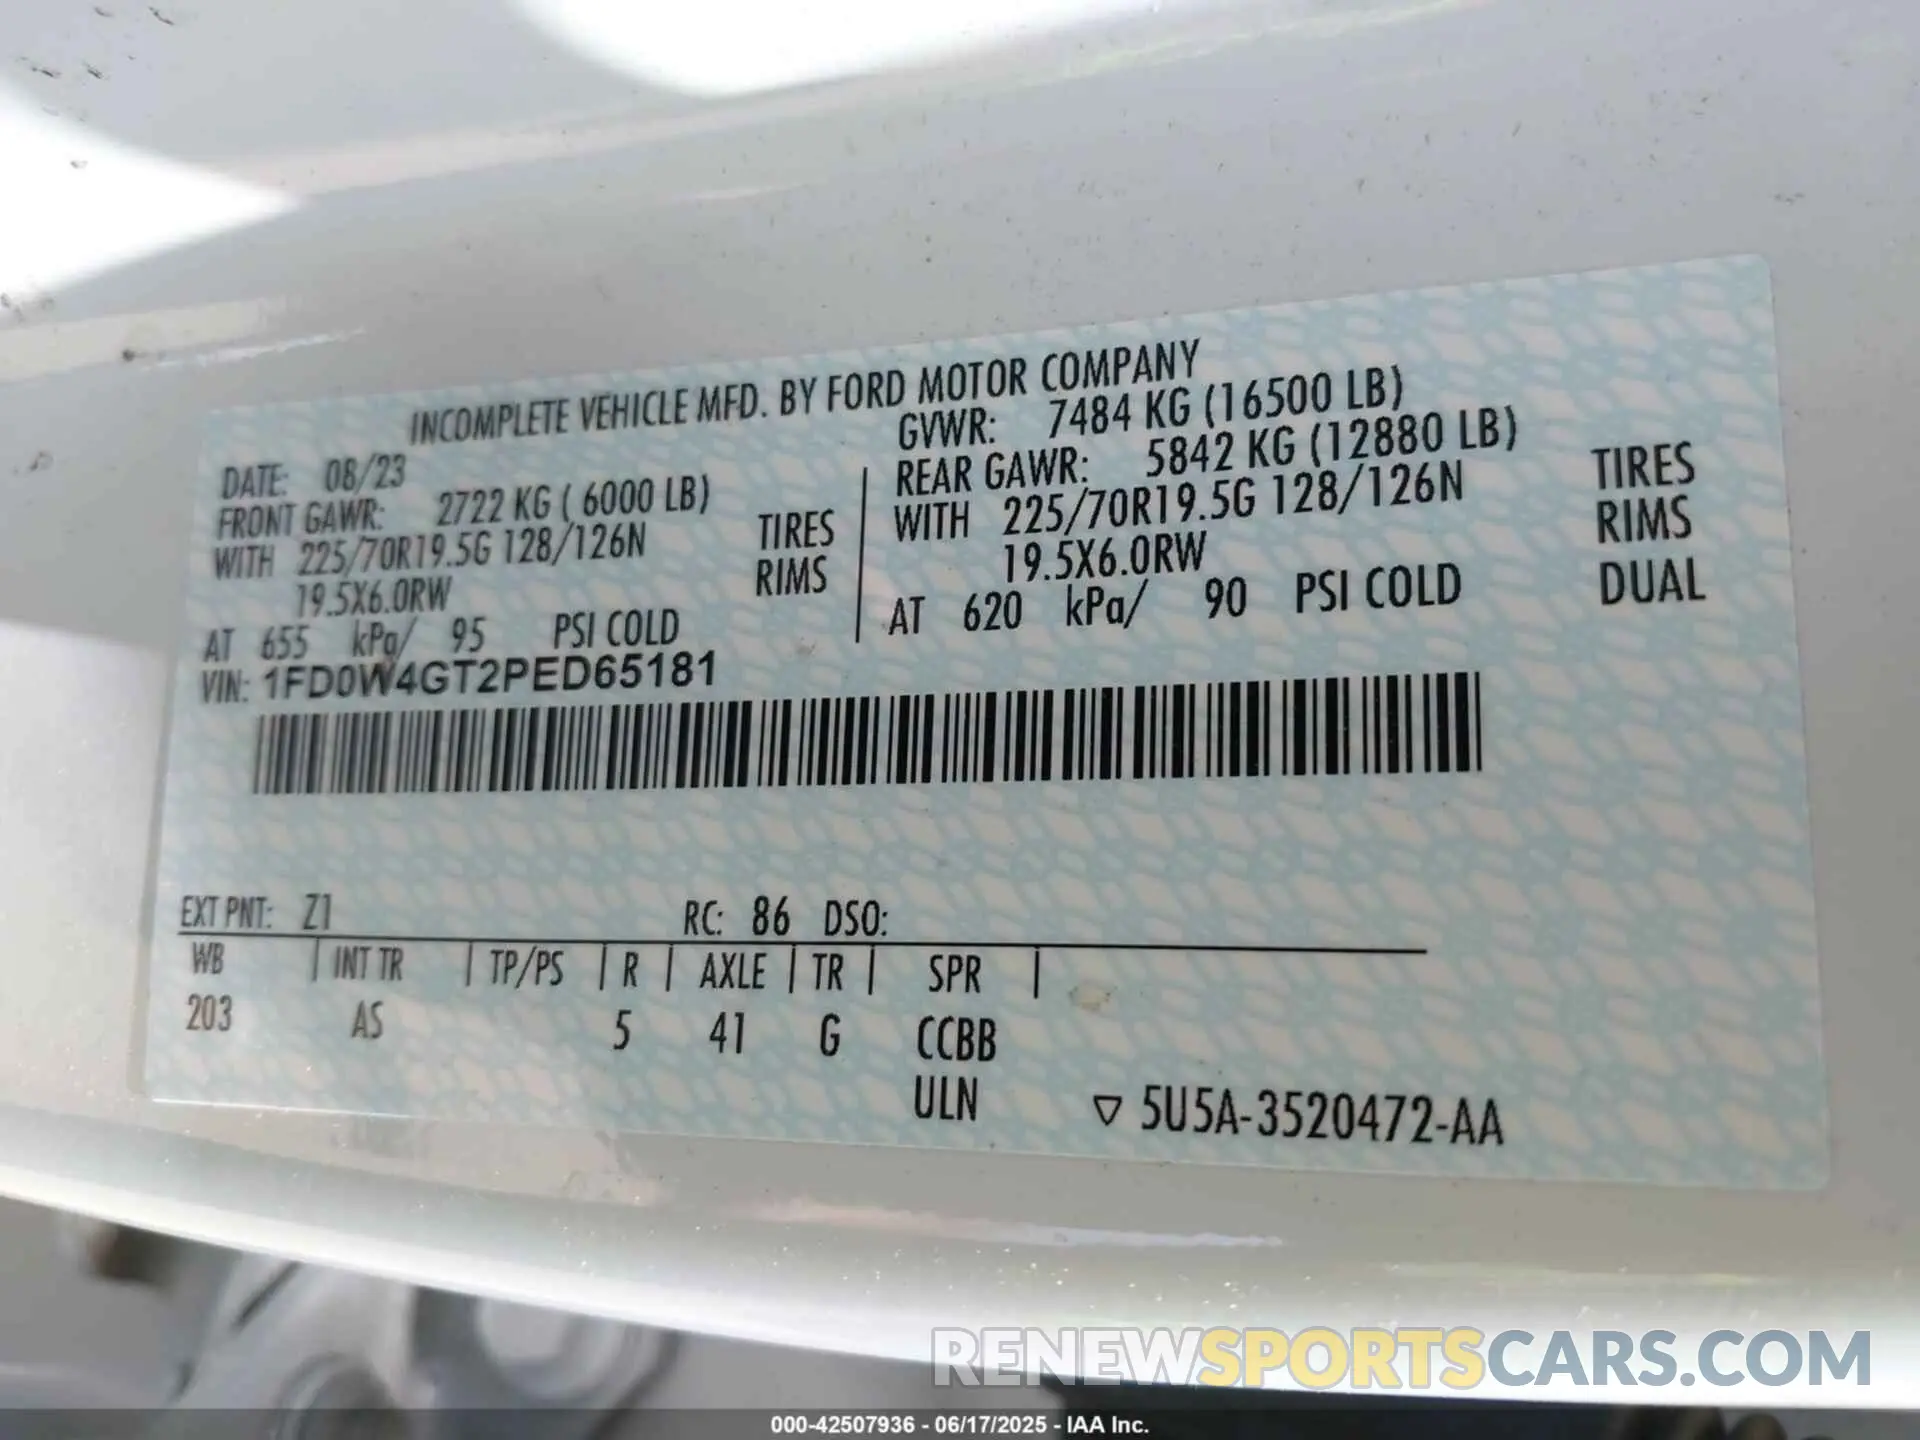 INCOMPLETE VEHICLE MFD. BY FORD MOTOR COMPANY
DATE: 08/23
GVWR: 7484 KG (16500 LB)
FRONT GAWR: 2722 KG ( 6000 LB)
REAR GAWR: 5842 KG (12880 LB)
WITH 225/70R19.5G 128/126N TIRES
19.5X6.0RW RIMS
AT 655 kPa/ 95 PSI COLD
WITH 225/70R19.5G 128/126N TIRES
19.5X6.0RW RIMS
AT 620 kPa/ 90 PSI COLD DUAL
VIN: 1FD0W4GT2PED65181
EXT PNT: Z1 RC: 86 DSO:
WB INT TR TP/PS R AXLE TR SPR
203 AS 5 41 G CCBB
ULN
▽ 5U5A-3520472-AA
RENEWSPORTSCARS.COM
000-42507936 - 06/17/2025 - IAA Inc.